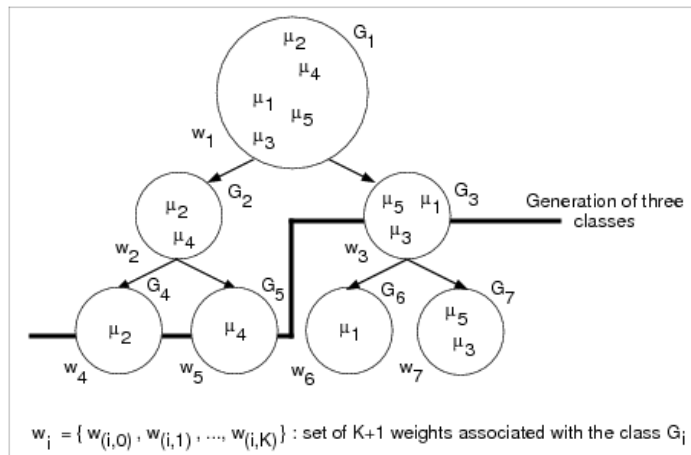 μ2 G1
μ4
μ1 μ5
μ3
w1
G2 μ5 μ1 G3 Generation of three
μ2 classes
μ4 μ3
w2 w3
G4 G5 G6 G7
μ2 μ4 μ1 μ5
μ3
w4 w5 w6 w7
w i = { w(i,0) , w(i,1) , ..., w(i,K) } : set of K+1 weights associated with the class G i